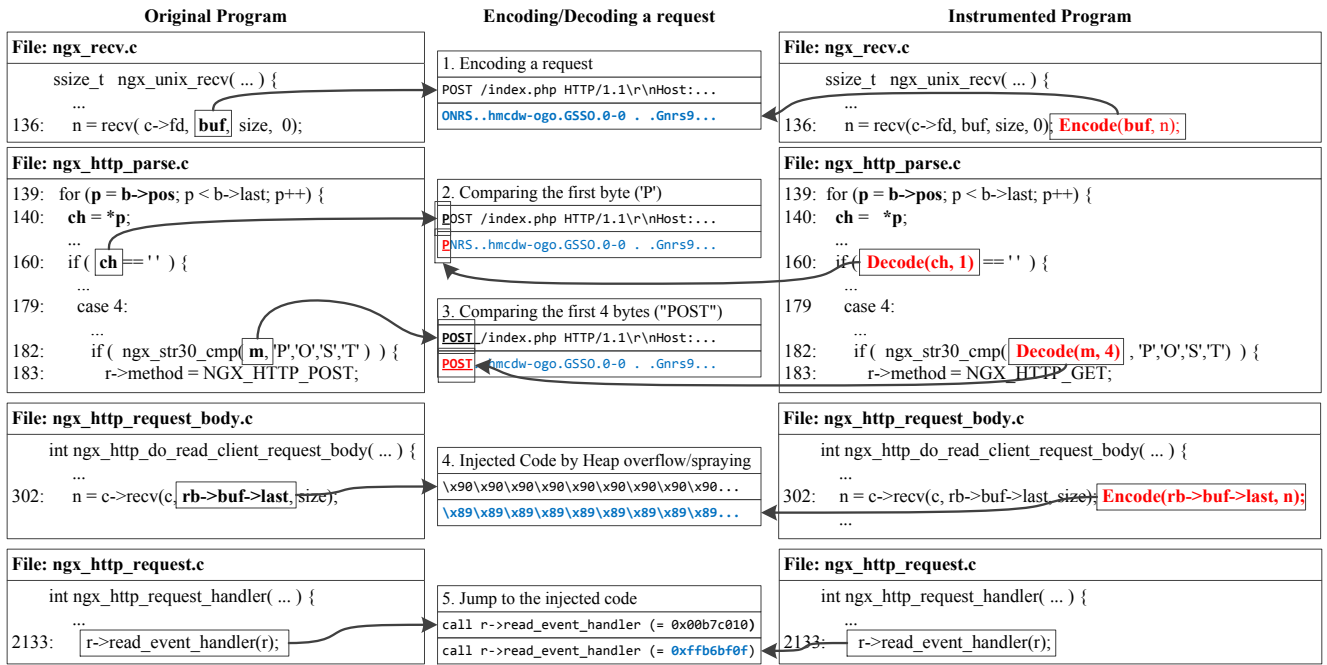 Original Program
File: ngx_recv.c
ssize_t ngx_unix_recv( ... ) {
...
136: n = recv( c->fd, buf, size, 0);
File: ngx_http_parse.c
139: for (p = b->pos; p < b->last; p++) {
140: ch = *p;
...
160: if ( ch == ' ' ) {
...
179: case 4:
...
182: if ( ngx_str30_cmp( m, 'P','O','S','T' ) ) {
183: r->method = NGX_HTTP_POST;
File: ngx_http_request_body.c
int ngx_http_do_read_client_request_body( ... ) {
...
302: n = c->recv(c, rb->buf->last, size);
File: ngx_http_request.c
int ngx_http_request_handler( ... ) {
...
2133: r->read_event_handler(r);
Encoding/Decoding a request
1. Encoding a request
POST /index.php HTTP/1.1\r\nHost:...
ONRS..hmcdw-ogo.GSSO.0-0 . .Gnrs9...
2. Comparing the first byte ('P')
POST /index.php HTTP/1.1\r\nHost:...
PNRS..hmcdw-ogo.GSSO.0-0 . .Gnrs9...
3. Comparing the first 4 bytes ("POST")
POST /index.php HTTP/1.1\r\nHost:...
POST..hmcdw-ogo.GSSO.0-0 . .Gnrs9...
4. Injected Code by Heap overflow/spraying
\x90\x90\x90\x90\x90\x90\x90\x90\x90...
\x89\x89\x89\x89\x89\x89\x89\x89\x89...
5. Jump to the injected code
call r->read_event_handler (= 0x00b7c010)
call r->read_event_handler (= 0xffb6bf0f)
Instrumented Program
File: ngx_recv.c
ssize_t ngx_unix_recv( ... ) {
...
136: n = recv(c->fd, buf, size, 0); Encode(buf, n);
File: ngx_http_parse.c
139: for (p = b->pos; p < b->last; p++) {
140: ch = *p;
...
160: if ( Decode(ch, 1) == ' ' ) {
...
179 case 4:
...
182: if ( ngx_str30_cmp( Decode(m, 4) , 'P','O','S','T') ) {
183: r->method = NGX_HTTP_GET;
File: ngx_http_request_body.c
int ngx_http_do_read_client_request_body( ... ) {
...
302: n = c->recv(c, rb->buf->last, size); Encode(rb->buf->last, n);
...
File: ngx_http_request.c
int ngx_http_request_handler( ... ) {
...
2133: r->read_event_handler(r);